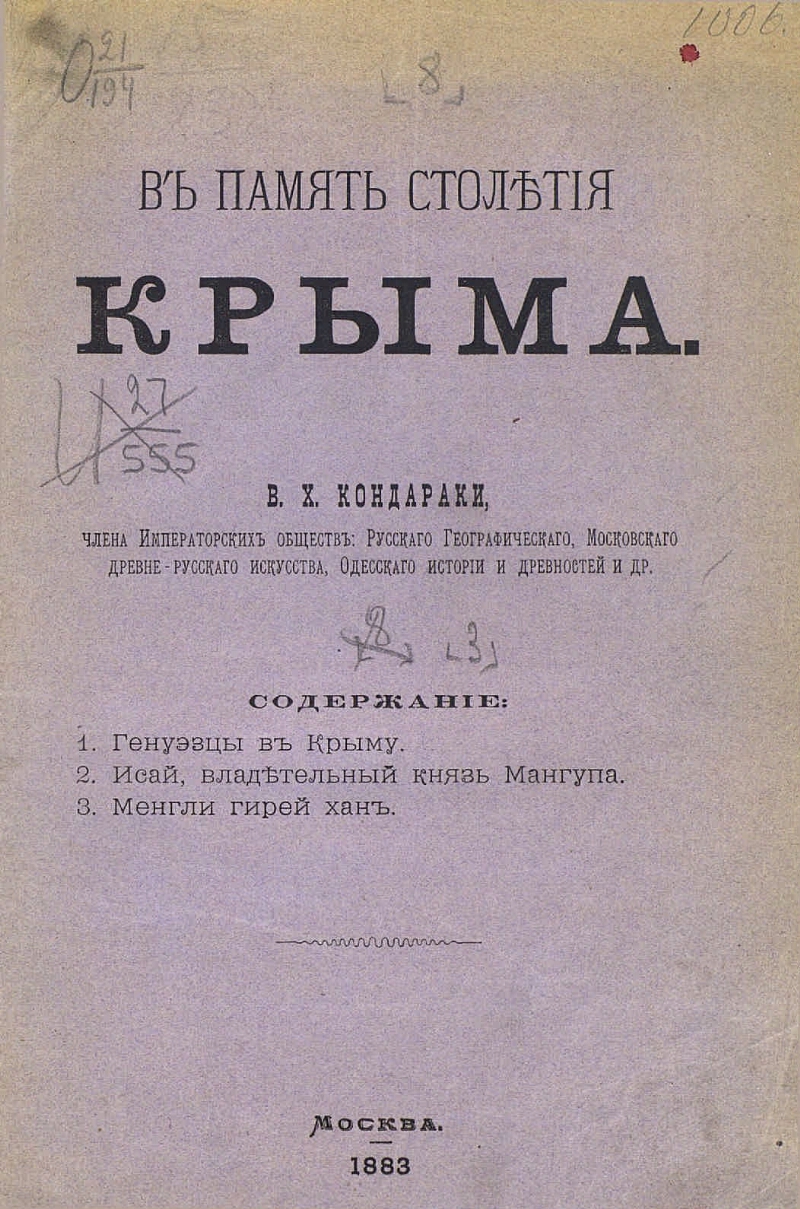 1006.
21
194
8
ВЪ ПАМЯТЬ СТОЛѢТІЯ
КРЫМА.
27
555
В. Х. КОНДАРАКИ,
ЧЛЕНА ИМПЕРАТОРСКИХЪ ОБЩЕСТВЪ: РУССКАГО ГЕОГРАФИЧЕСКАГО, МОСКОВСКАГО
ДРЕВНЕ-РУССКАГО ИСКУССТВА, ОДЕССКАГО ИСТОРІИ И ДРЕВНОСТЕЙ И ДР.
8 3
СОДЕРЖАНІЕ:
1. Генуэзцы въ Крыму.
2. Исай, владѣтельный князь Мангупа.
3. Менгли гирей ханъ.
МОСКВА.
1883